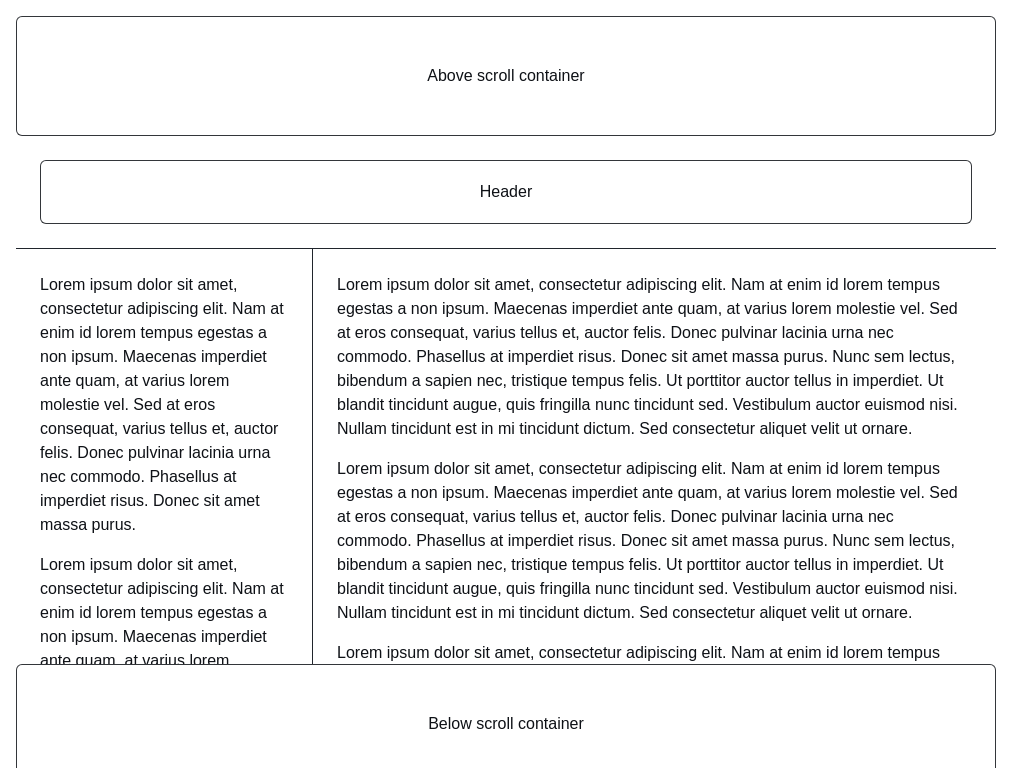 Above scroll container
Header
Lorem ipsum dolor sit amet,
consectetur adipiscing elit. Nam at
enim id lorem tempus egestas a
non ipsum. Maecenas imperdiet
ante quam, at varius lorem
molestie vel. Sed at eros
consequat, varius tellus et, auctor
felis. Donec pulvinar lacinia urna
nec commodo. Phasellus at
imperdiet risus. Donec sit amet
massa purus.
Lorem ipsum dolor sit amet,
consectetur adipiscing elit. Nam at
enim id lorem tempus egestas a
non ipsum. Maecenas imperdiet
ante quam, at varius lorem
Lorem ipsum dolor sit amet, consectetur adipiscing elit. Nam at enim id lorem tempus
egestas a non ipsum. Maecenas imperdiet ante quam, at varius lorem molestie vel. Sed
at eros consequat, varius tellus et, auctor felis. Donec pulvinar lacinia urna nec
commodo. Phasellus at imperdiet risus. Donec sit amet massa purus. Nunc sem lectus,
bibendum a sapien nec, tristique tempus felis. Ut porttitor auctor tellus in imperdiet. Ut
blandit tincidunt augue, quis fringilla nunc tincidunt sed. Vestibulum auctor euismod nisi.
Nullam tincidunt est in mi tincidunt dictum. Sed consectetur aliquet velit ut ornare.
Lorem ipsum dolor sit amet, consectetur adipiscing elit. Nam at enim id lorem tempus
egestas a non ipsum. Maecenas imperdiet ante quam, at varius lorem molestie vel. Sed
at eros consequat, varius tellus et, auctor felis. Donec pulvinar lacinia urna nec
commodo. Phasellus at imperdiet risus. Donec sit amet massa purus. Nunc sem lectus,
bibendum a sapien nec, tristique tempus felis. Ut porttitor auctor tellus in imperdiet. Ut
blandit tincidunt augue, quis fringilla nunc tincidunt sed. Vestibulum auctor euismod nisi.
Nullam tincidunt est in mi tincidunt dictum. Sed consectetur aliquet velit ut ornare.
Lorem ipsum dolor sit amet, consectetur adipiscing elit. Nam at enim id lorem tempus
Below scroll container